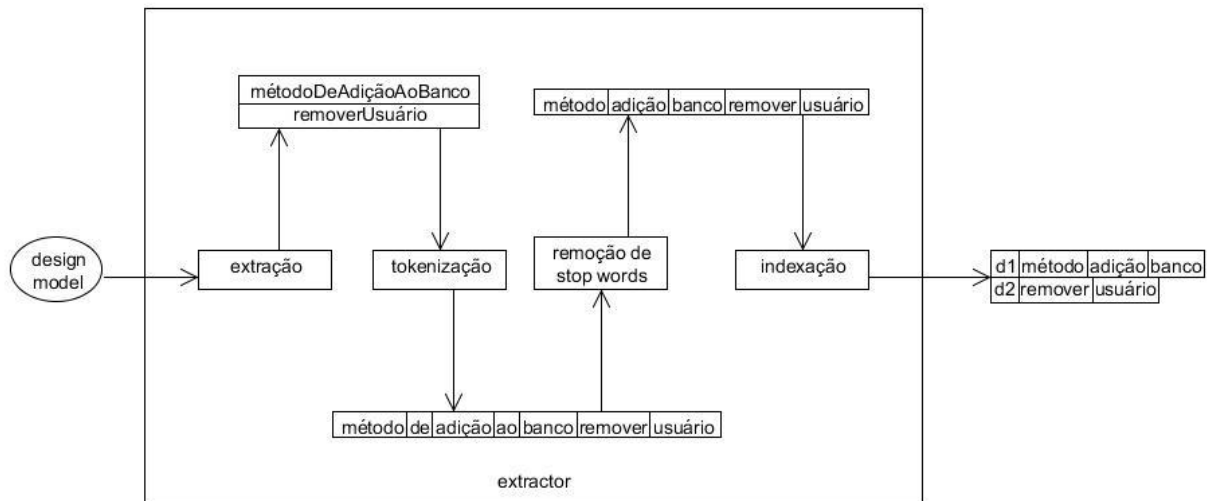 métodoDeAdiçãoAoBanco
removerUsuário
método adição banco remover usuário
design
model
extração
tokenização
remoção de
stop words
indexação
d1 método adição banco
d2 remover usuário
método de adição ao banco remover usuário
extractor